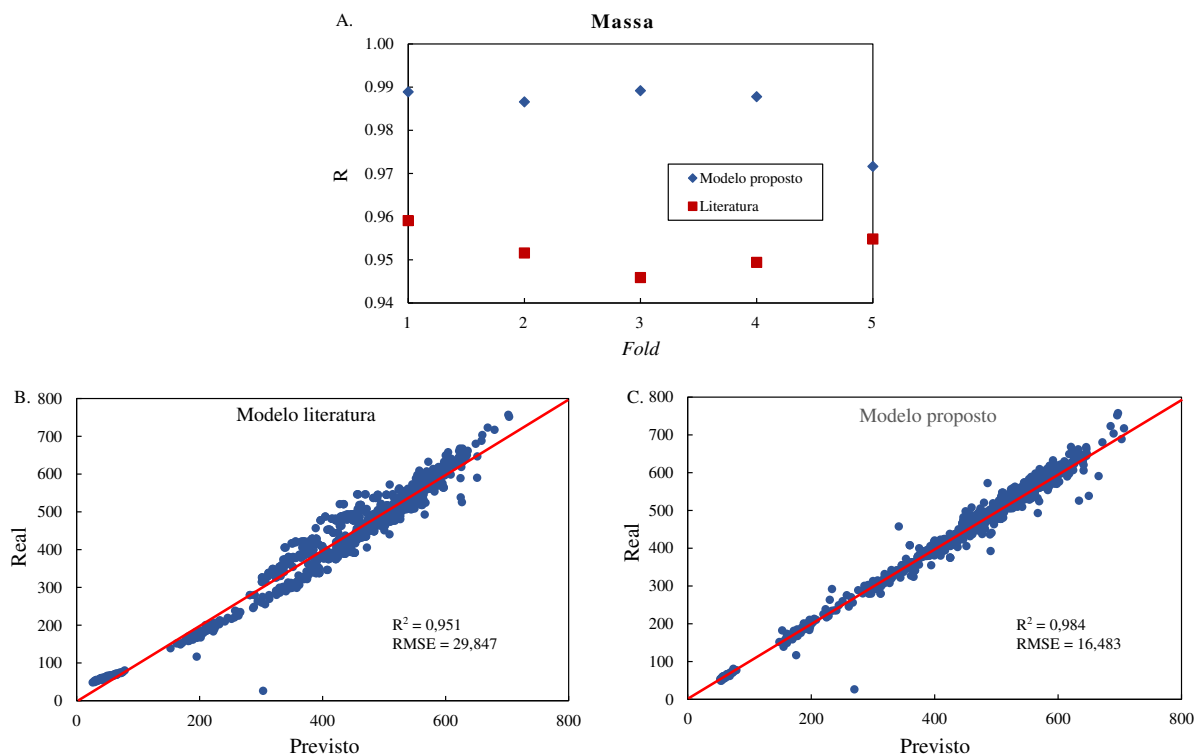 A.
Massa
1.00
0.99
0.98
0.97
0.96
0.95
0.94
R
Modelo proposto
Literatura
1 2 3 4 5
Fold
B.
Modelo literatura
800
700
600
500
400
300
200
100
0
Real
R² = 0,951
RMSE = 29,847
0 200 400 600 800
Previsto
C.
Modelo proposto
800
700
600
500
400
300
200
100
0
Real
R² = 0,984
RMSE = 16,483
0 200 400 600 800
Previsto